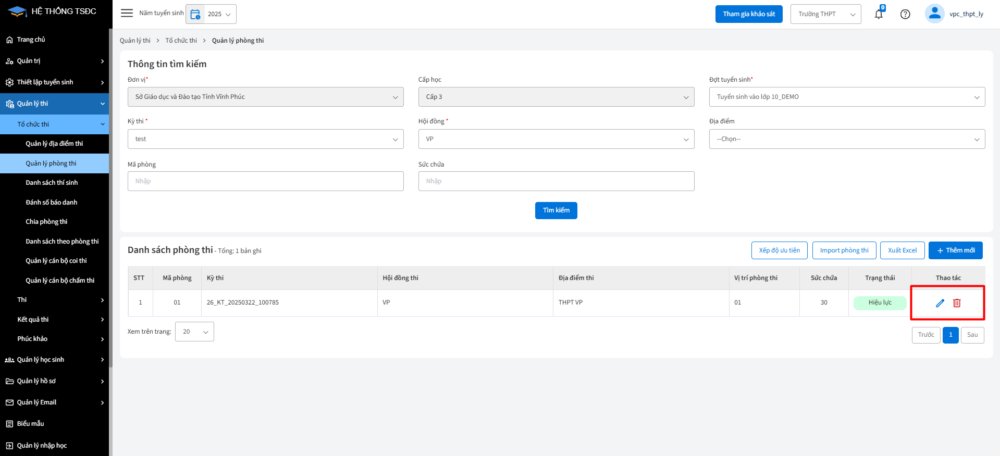 HỆ THỐNG TSĐC
Năm tuyển sinh
2025
Tham gia khảo sát
Trường THPT
0
vpc_thpt_ly
Trang chủ
Quản trị
Thiết lập tuyển sinh
Quản lý thi
Tổ chức thi
Quản lý địa điểm thi
Quản lý phòng thi
Danh sách thí sinh
Đánh số báo danh
Chia phòng thi
Danh sách theo phòng thi
Quản lý cán bộ coi thi
Quản lý cán bộ chấm thi
Thi
Kết quả thi
Phúc khảo
Quản lý học sinh
Quản lý hồ sơ
Quản lý Email
Biểu mẫu
Quản lý nhập học
Quản lý thi > Tổ chức thi > Quản lý phòng thi
Thông tin tìm kiếm
Đơn vị*
Cấp học
Đợt tuyển sinh*
Sở Giáo dục và Đào tạo Tỉnh Vĩnh Phúc
Cấp 3
Tuyển sinh vào lớp 10_DEMO
Kỳ thi *
Hội đồng *
Địa điểm
test
VP
--Chọn--
Mã phòng
Sức chứa
Nhập
Nhập
Tìm kiếm
Danh sách phòng thi - Tổng: 1 bản ghi
Xếp độ ưu tiên
Import phòng thi
Xuất Excel
+ Thêm mới
STT Mã phòng Kỳ thi Hội đồng thi Địa điểm thi Vị trí phòng thi Sức chứa Trạng thái Thao tác
1 01 26_KT_20250322_100785 VP THPT VP 01 30 Hiệu lực
Xem trên trang: 20
Trước 1 Sau